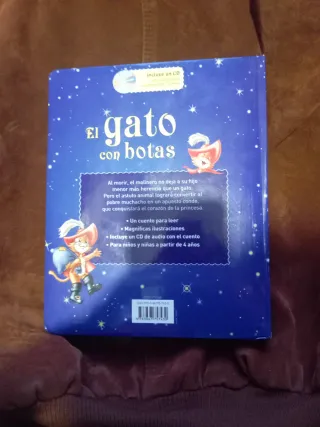 Incluye un CD
El gato
con botas
Al morir, el molinero no dejó a su hijo
menor más herencia que un gato.
Pero el astuto animal logrará convertir al
pobre muchacho en un apuesto conde,
que conquistará el corazón de la princesa.
• Un cuento para leer
• Magníficas ilustraciones
• Incluye un CD de audio con el cuento
• Para niños y niñas a partir de 4 años